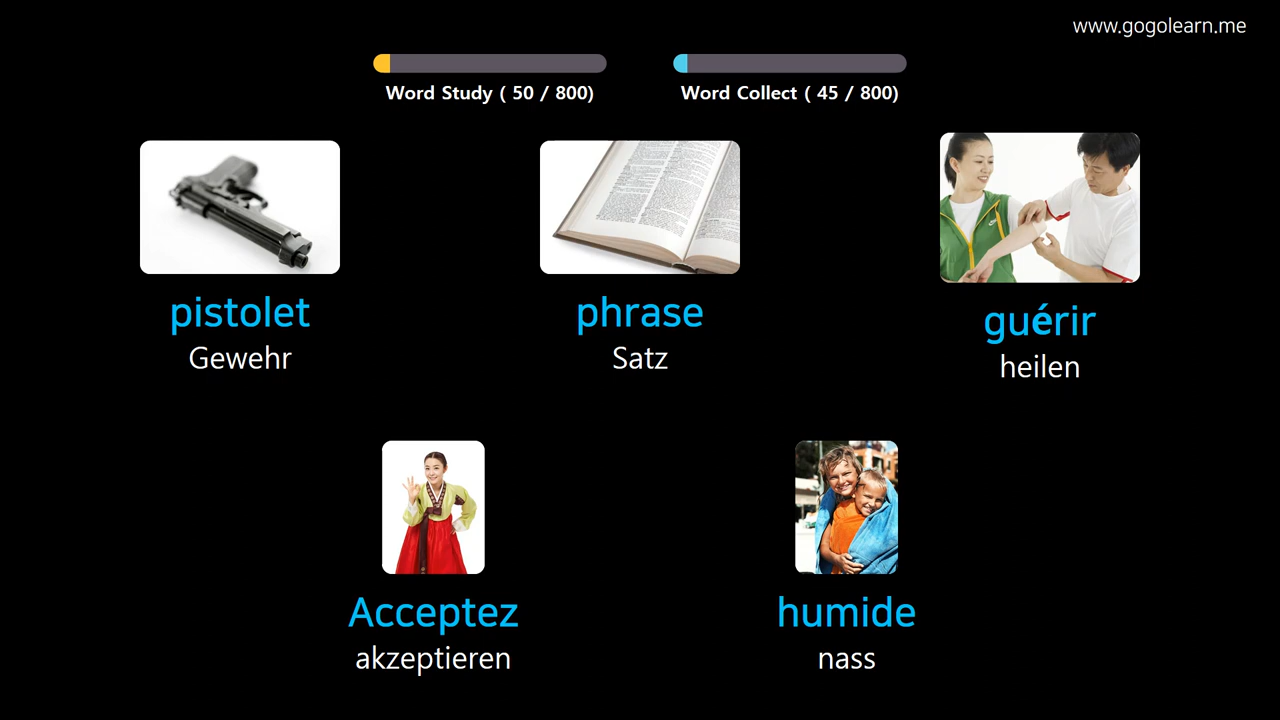 www.gogolearn.me
Word Study ( 50 / 800)
Word Collect ( 45 / 800)
pistolet
Gewehr
phrase
Satz
guérir
heilen
Acceptez
akzeptieren
humide
nass